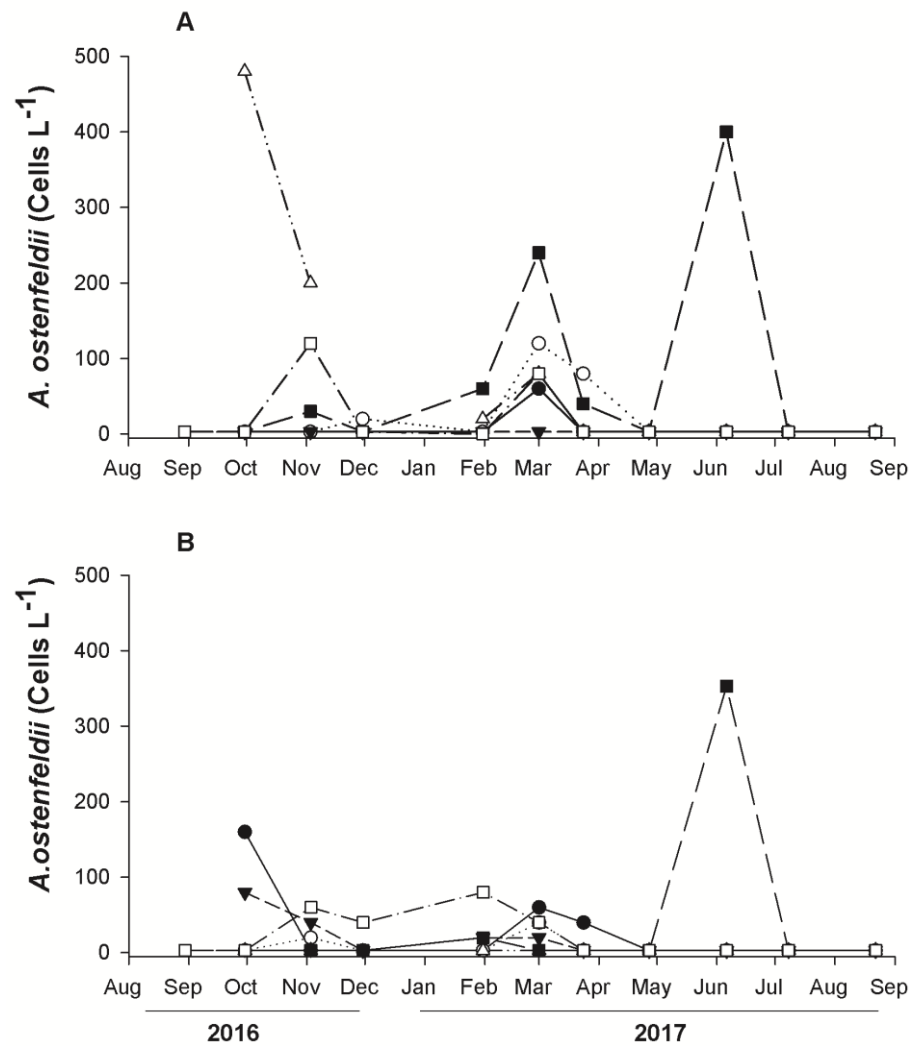 A
500
400
300
200
100
0
A. ostenfeldii (Cells L-1)
Aug Sep Oct Nov Dec Jan Feb Mar Apr May Jun Jul Aug Sep
B
500
400
300
200
100
0
A.ostenfeldii (Cells L-1)
Aug Sep Oct Nov Dec Jan Feb Mar Apr May Jun Jul Aug Sep
2016 2017